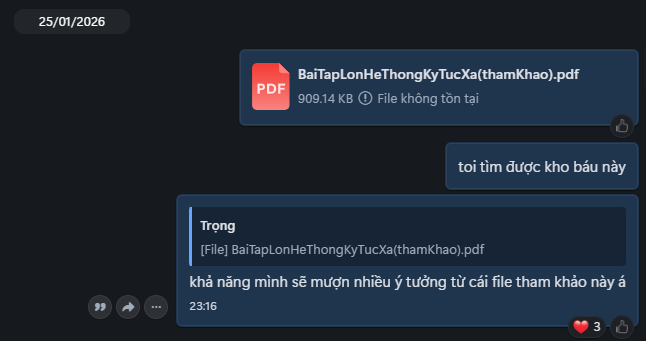 25/01/2026
PDF
BaiTapLonHeThongKyTucXa(thamKhao).pdf
909.14 KB File không tồn tại
toi tìm được kho báu này
Trọng
[File] BaiTapLonHeThongKyTucXa(thamKhao).pdf
khả năng mình sẽ mượn nhiều ý tưởng từ cái file tham khảo này á
23:16
3